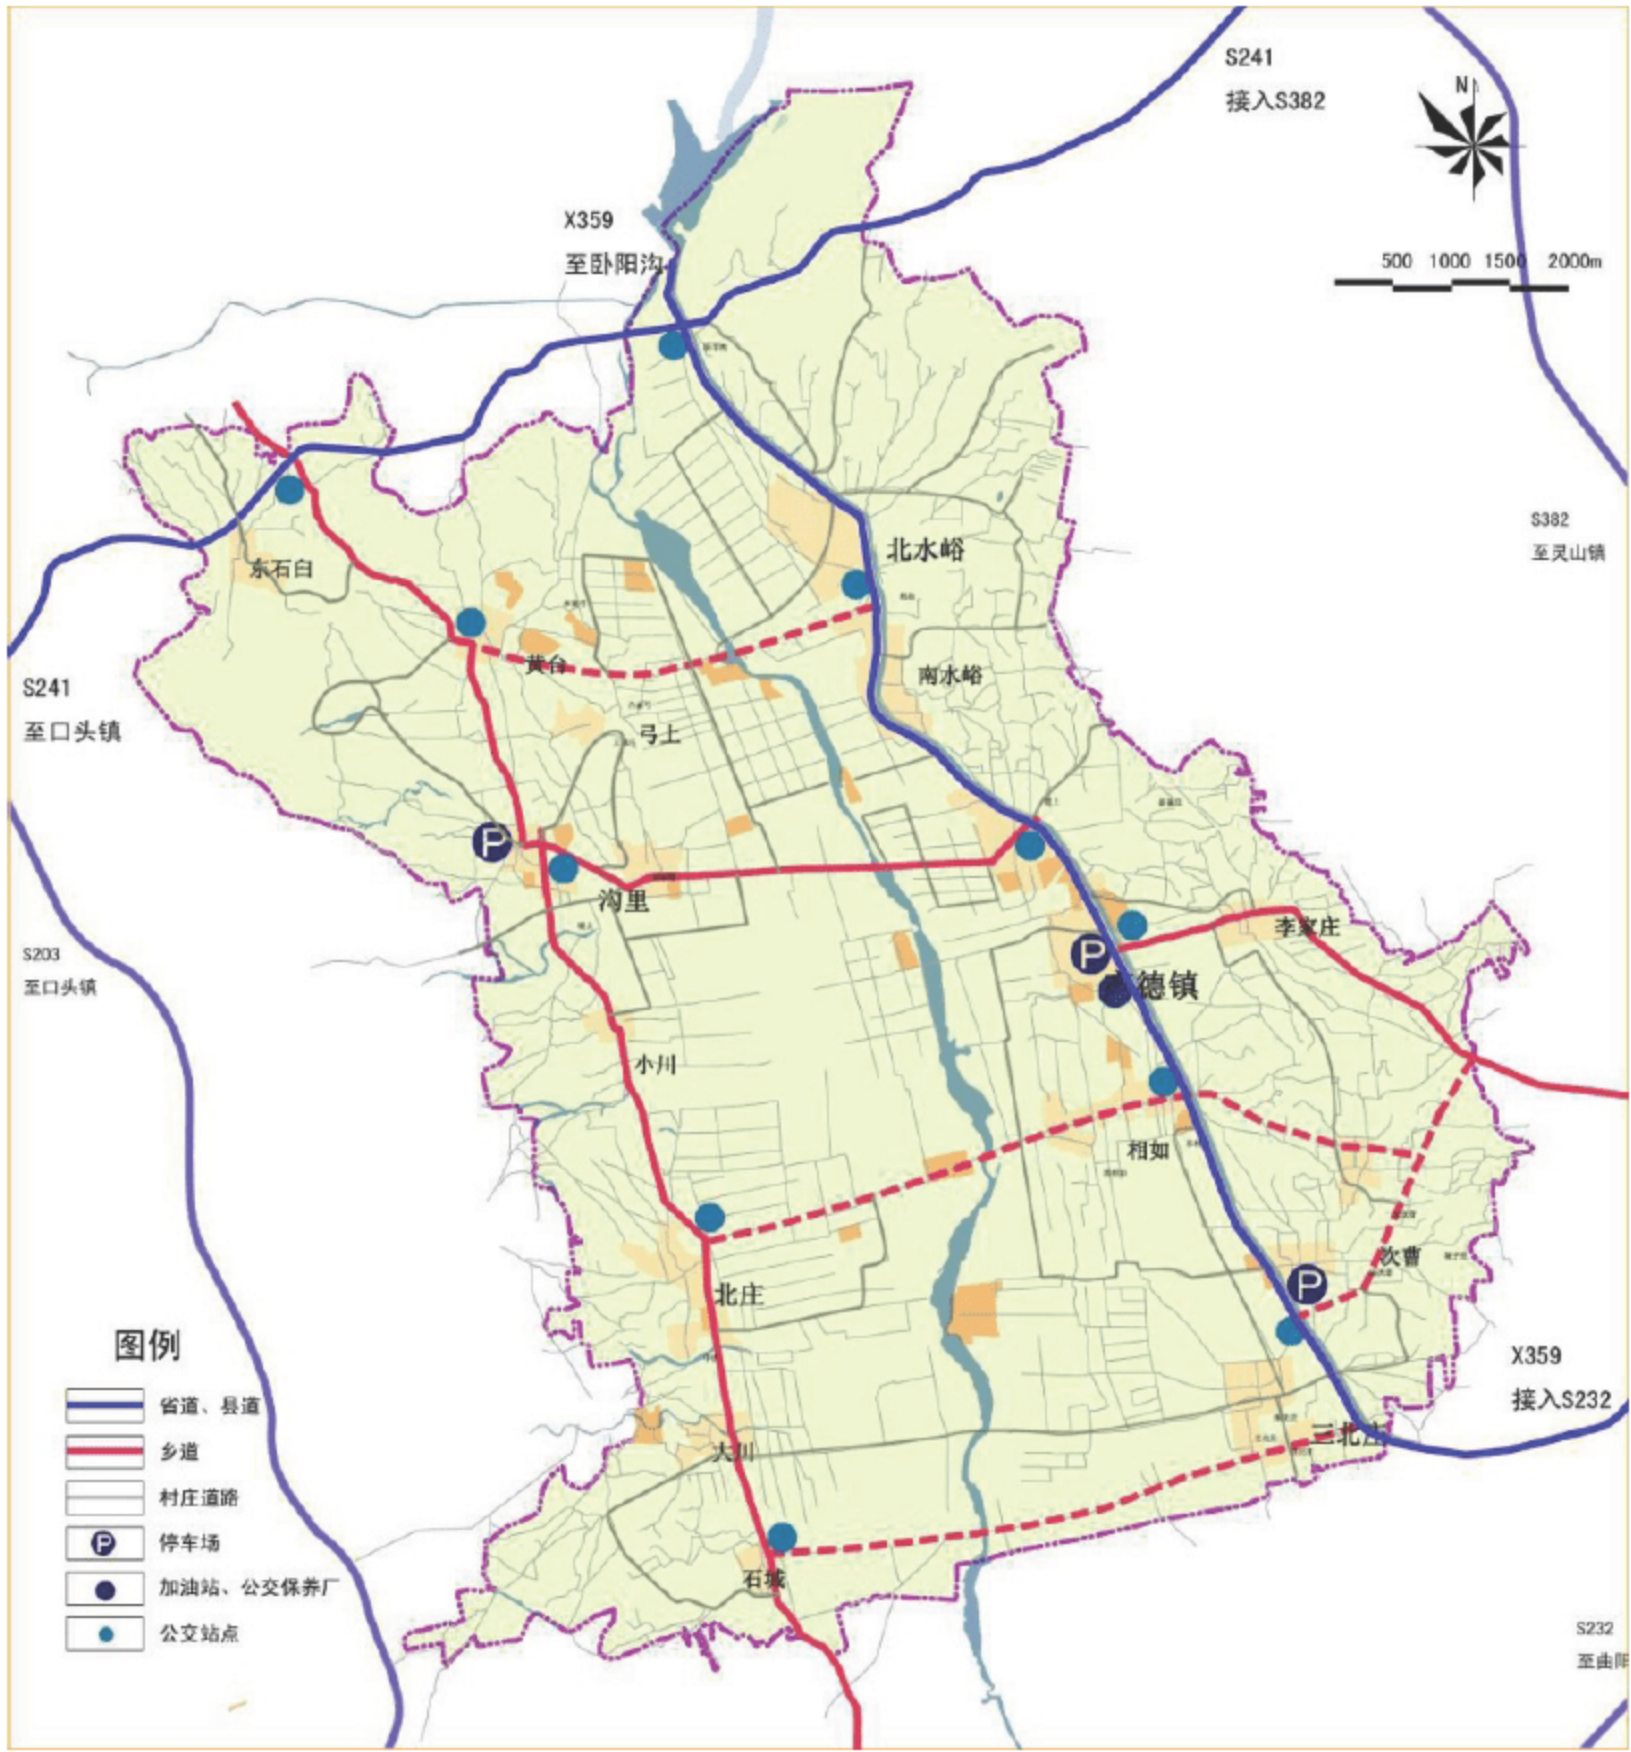 S241
接入S382
N
X359
至卧阳沟
500 1000 1500 2000m
S382
至灵山镇
北水峪
东石臼
黄台
南水峪
S241
至口头镇
弓上
沟里
李家庄
德镇
S203
至口头镇
小川
相如
次曹
北庄
X359
接入S232
三北庄
大川
石城
S232
至曲阳
图例
省道、县道
乡道
村庄道路
P 停车场
加油站、公交保养厂
公交站点
P
P
P